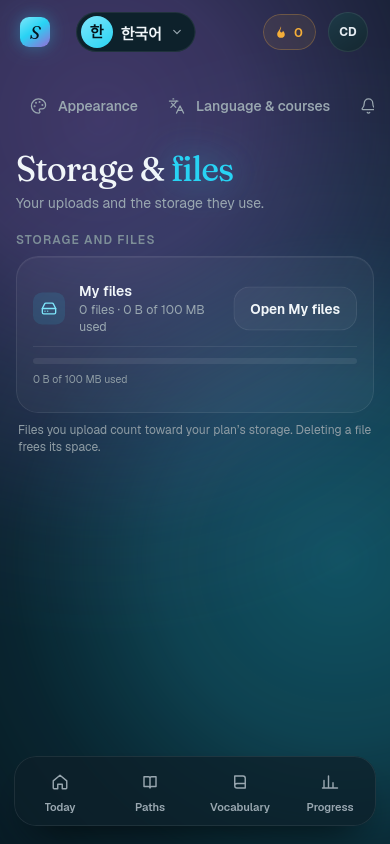 S
한
한국어
0
CD
Appearance
Language & courses
Storage & files
Your uploads and the storage they use.
STORAGE AND FILES
My files
0 files · 0 B of 100 MB
used
Open My files
0 B of 100 MB used
Files you upload count toward your plan's storage. Deleting a file
frees its space.
Today
Paths
Vocabulary
Progress